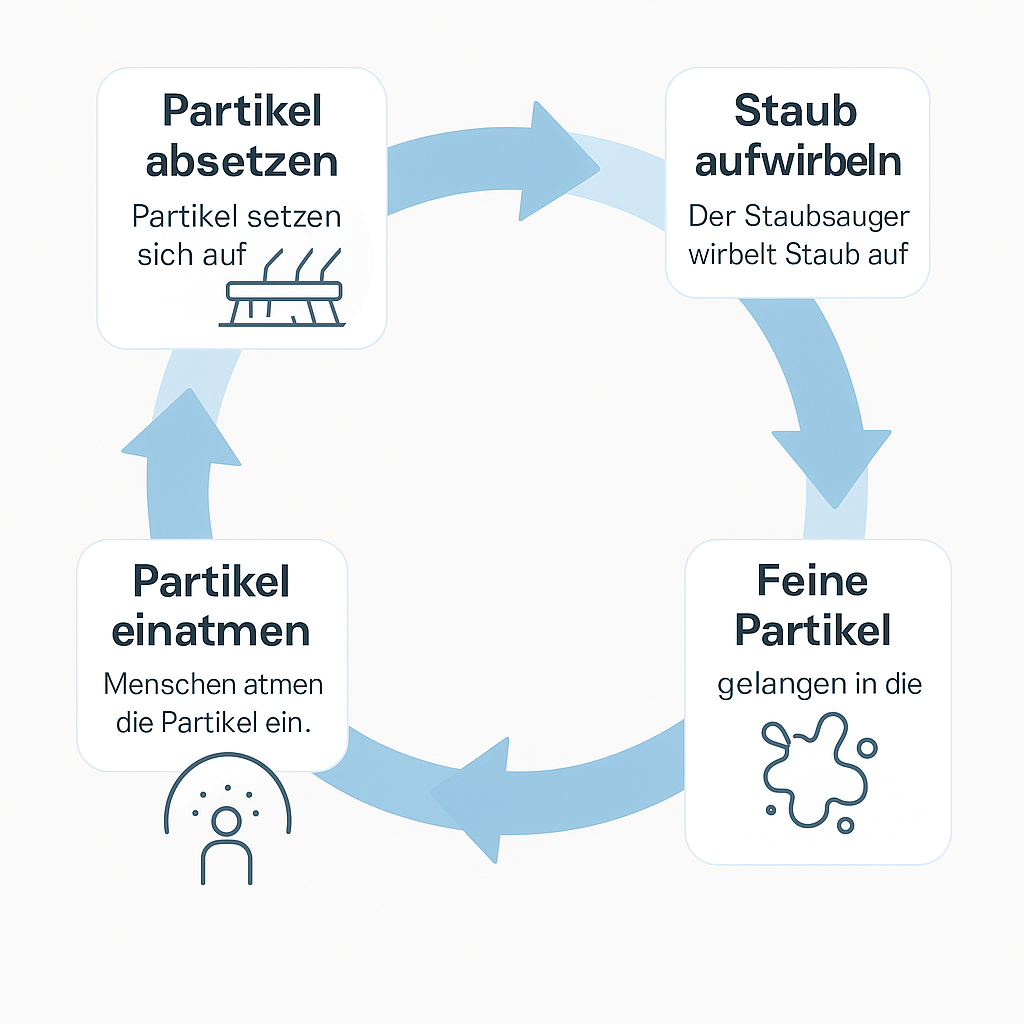 Partikel
absetzen
Partikel setzen
sich auf
Staub
aufwirbeln
Der Staubsauger
wirbelt Staub auf
Feine
Partikel
gelangen in die
Partikel
einatmen
Menschen atmen
die Partikel ein.